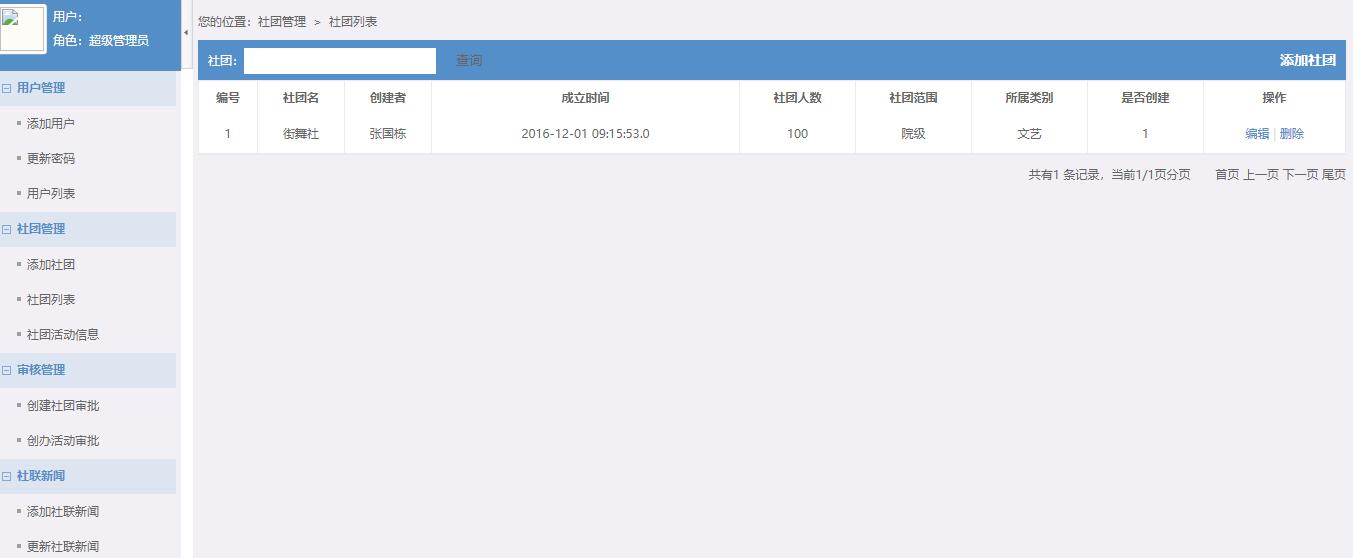 用户：
角色：超级管理员
用户管理
添加用户
更新密码
用户列表
社团管理
添加社团
社团列表
社团活动信息
审核管理
创建社团审批
创办活动审批
社联新闻
添加社联新闻
更新社联新闻
您的位置：社团管理 > 社团列表
社团： 查询 添加社团
编号 社团名 创建者 成立时间 社团人数 社团范围 所属类别 是否创建 操作
1 街舞社 张国栋 2016-12-01 09:15:53.0 100 院级 文艺 1 编辑 | 删除
共有1 条记录，当前1/1页分页 首页 上一页 下一页 尾页